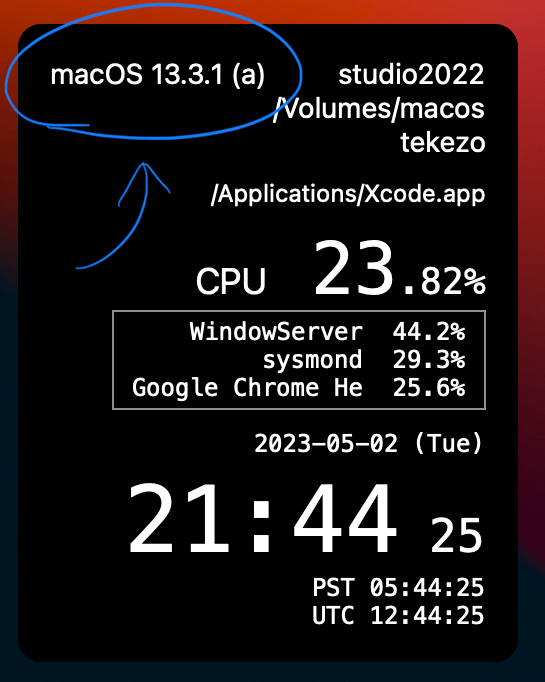 macOS 13.3.1 (a)
studio2022
/Volumes/macos
tekezo
/Applications/Xcode.app
CPU 23.82%
WindowServer 44.2%
sysmond 29.3%
Google Chrome He 25.6%
2023-05-02 (Tue)
21:44 25
PST 05:44:25
UTC 12:44:25